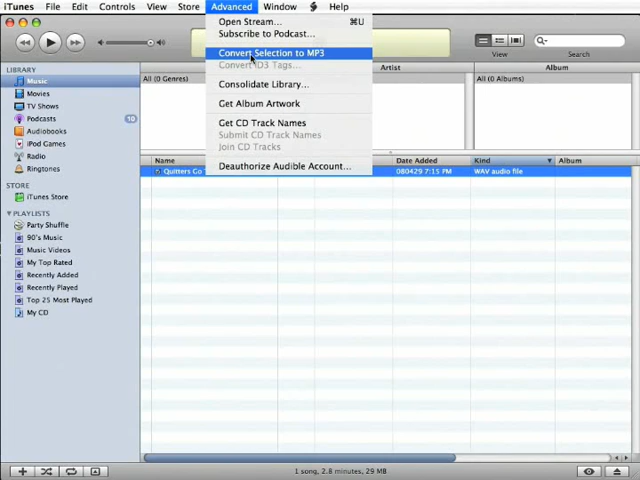 iTunes File Edit Controls View Store Advanced Window Help
Open Stream... ⌘U
Subscribe to Podcast...
Convert Selection to MP3
Convert ID3 Tags...
Consolidate Library...
Get Album Artwork
Get CD Track Names
Submit CD Track Names
Join CD Tracks
Deauthorize Audible Account...
View
Search
LIBRARY
Music
Movies
TV Shows
Podcasts 10
Audiobooks
iPod Games
Radio
Ringtones
STORE
iTunes Store
PLAYLISTS
Party Shuffle
90's Music
Music Videos
My Top Rated
Recently Added
Recently Played
Top 25 Most Played
My CD
Artist Album
All (0 Genres) All (0 Albums)
Name Date Added Kind Album
Quitters Go 080429 7:15 PM WAV audio file
1 song, 2.8 minutes, 29 MB